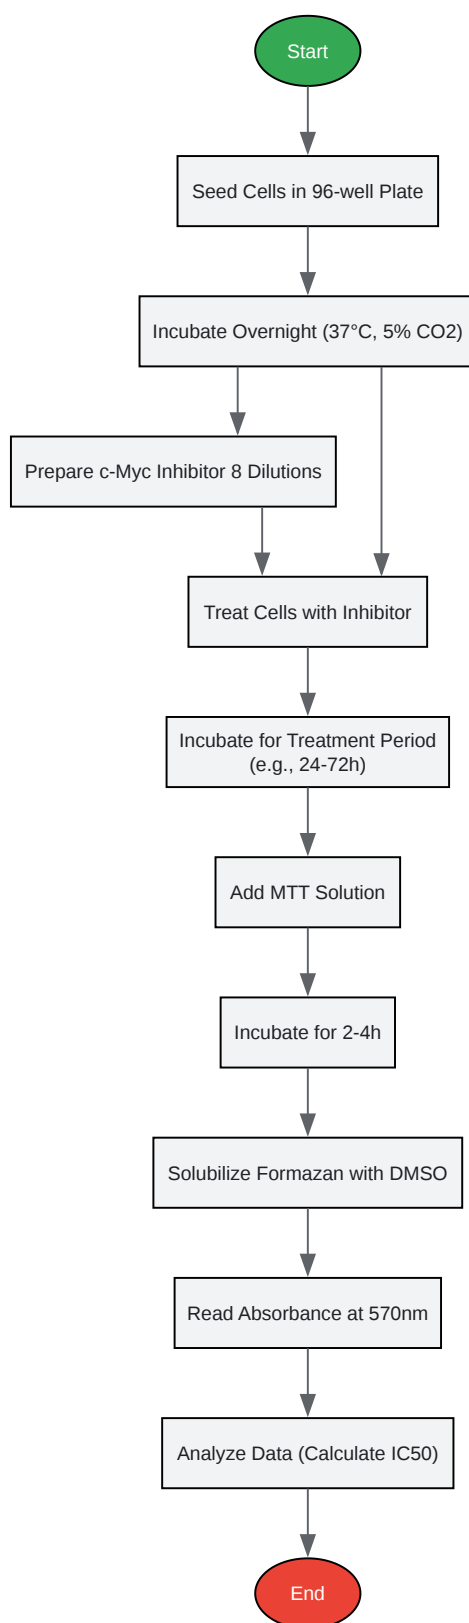 Start
Seed Cells in 96-well Plate
Incubate Overnight (37°C, 5% CO2)
Prepare c-Myc Inhibitor 8 Dilutions
Treat Cells with Inhibitor
Incubate for Treatment Period
(e.g., 24-72h)
Add MTT Solution
Incubate for 2-4h
Solubilize Formazan with DMSO
Read Absorbance at 570nm
Analyze Data (Calculate IC50)
End